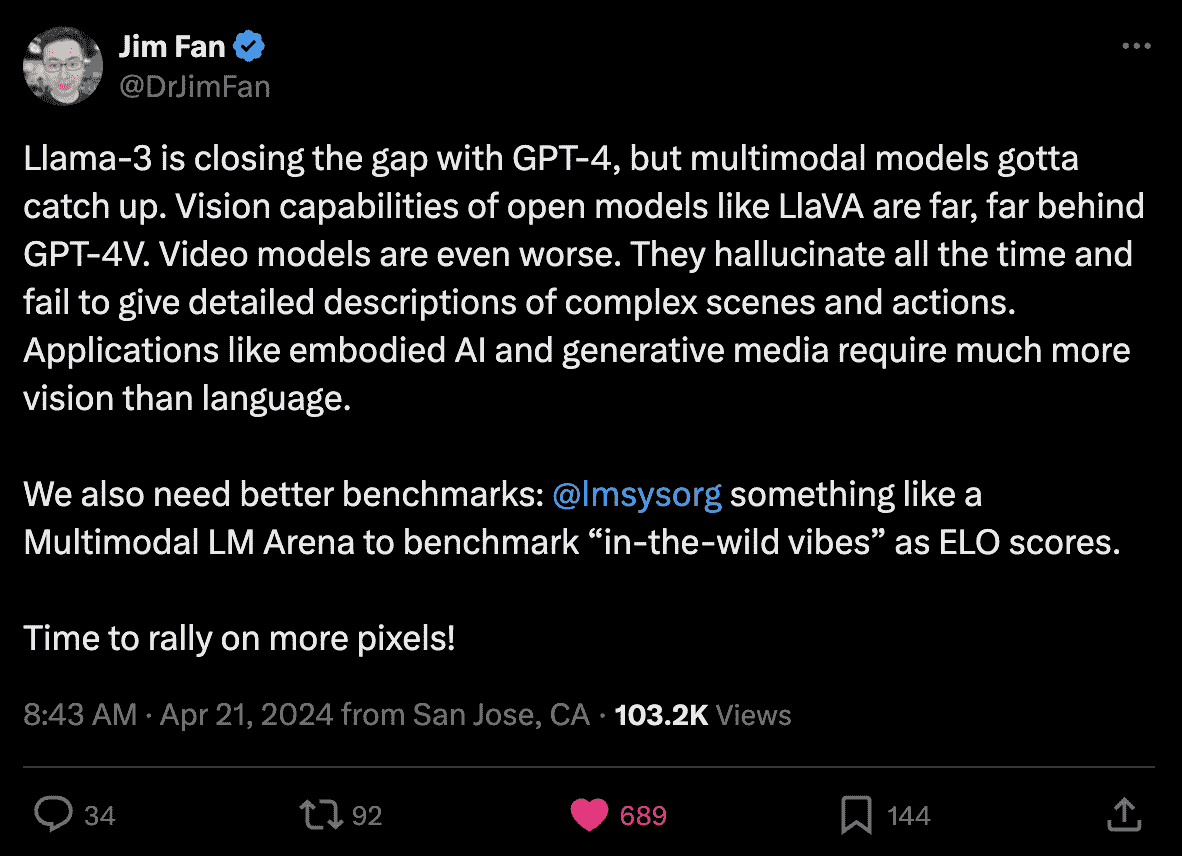 Jim Fan
@DrJimFan
Llama-3 is closing the gap with GPT-4, but multimodal models gotta
catch up. Vision capabilities of open models like LlaVA are far, far behind
GPT-4V. Video models are even worse. They hallucinate all the time and
fail to give detailed descriptions of complex scenes and actions.
Applications like embodied AI and generative media require much more
vision than language.
We also need better benchmarks: @lmsysorg something like a
Multimodal LM Arena to benchmark “in-the-wild vibes” as ELO scores.
Time to rally on more pixels!
8:43 AM · Apr 21, 2024 from San Jose, CA · 103.2K Views
34 92 689 144